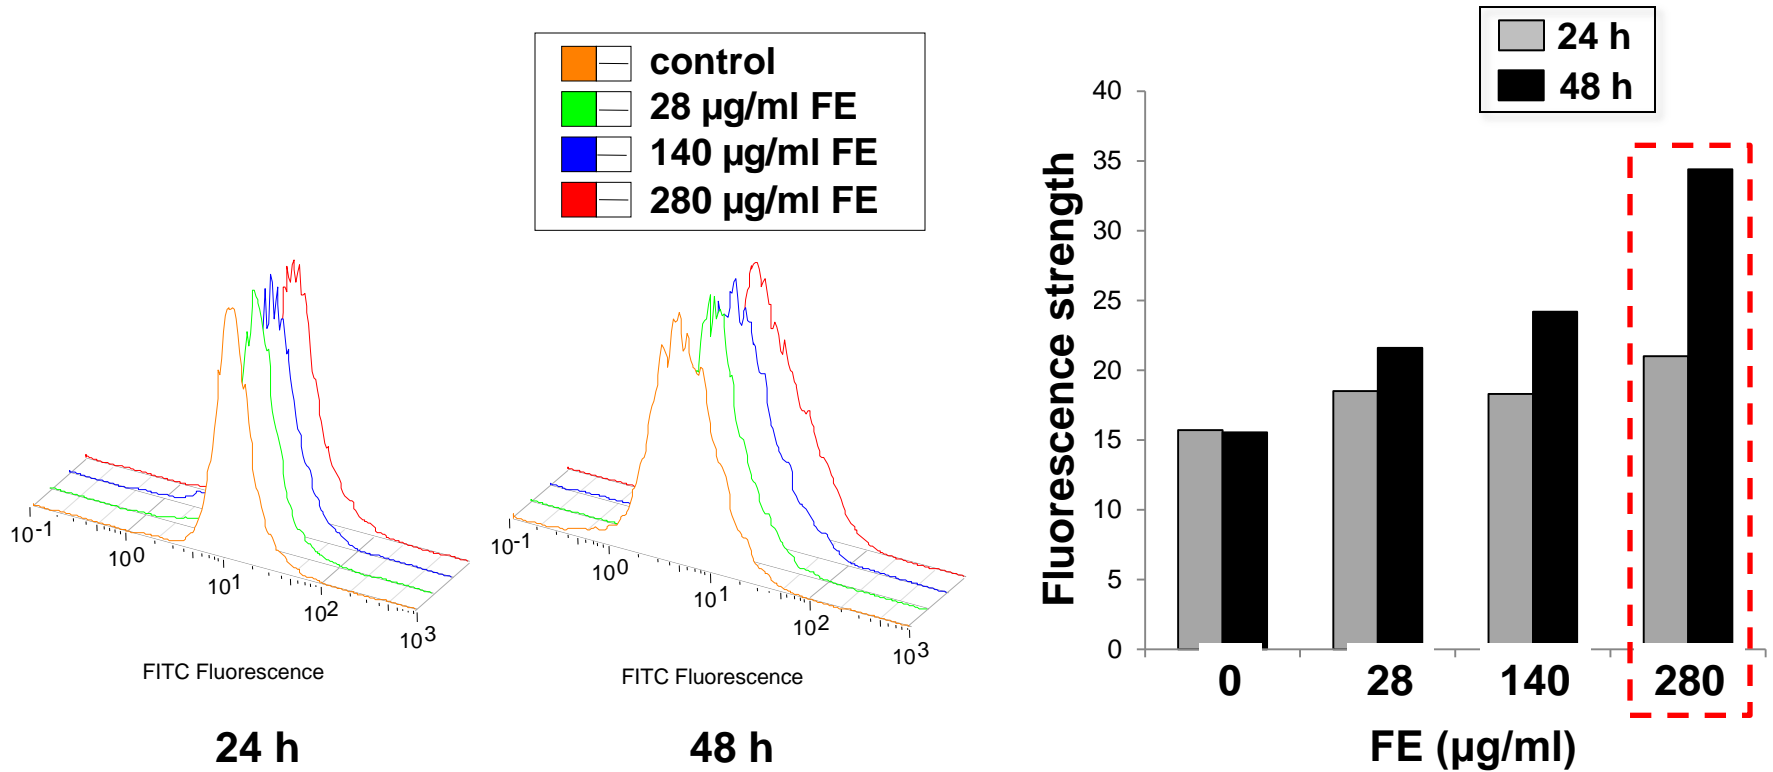 control
28 µg/ml FE
140 µg/ml FE
280 µg/ml FE
10-1
100
101
102
103
FITC Fluorescence
24 h
10-1
100
101
102
103
FITC Fluorescence
48 h
24 h
48 h
Fluorescence strength
40
35
30
25
20
15
10
5
0
0 28 140 280
FE (µg/ml)